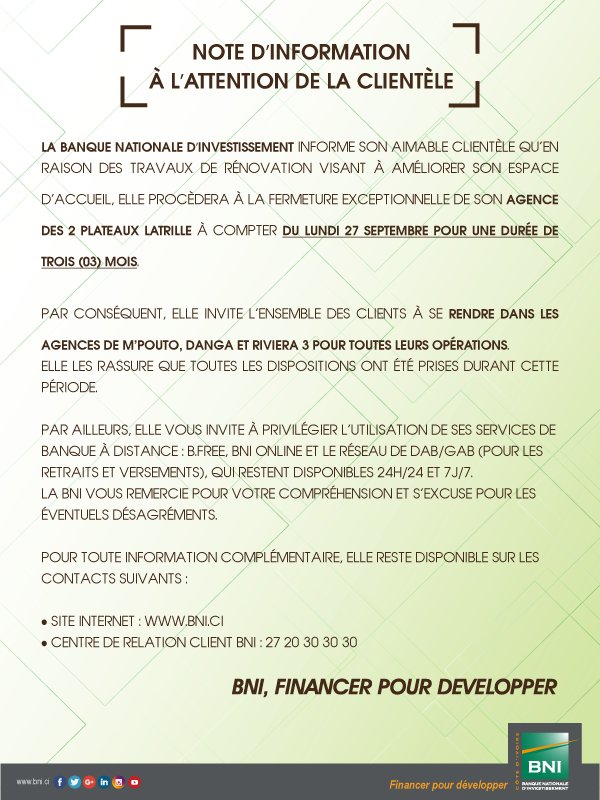 NOTE D'INFORMATION
À L'ATTENTION DE LA CLIENTÈLE
LA BANQUE NATIONALE D'INVESTISSEMENT INFORME SON AIMABLE CLIENTÈLE QU'EN
RAISON DES TRAVAUX DE RÉNOVATION VISANT À AMÉLIORER SON ESPACE
D'ACCUEIL, ELLE PROCÈDERA À LA FERMETURE EXCEPTIONNELLE DE SON AGENCE
DES 2 PLATEAUX LATRILLE À COMPTER DU LUNDI 27 SEPTEMBRE POUR UNE DURÉE DE
TROIS (03) MOIS.
PAR CONSÉQUENT, ELLE INVITE L'ENSEMBLE DES CLIENTS À SE RENDRE DANS LES
AGENCES DE M'POUTO, DANGA ET RIVIERA 3 POUR TOUTES LEURS OPÉRATIONS.
ELLE LES RASSURE QUE TOUTES LES DISPOSITIONS ONT ÉTÉ PRISES DURANT CETTE
PÉRIODE.
PAR AILLEURS, ELLE VOUS INVITE À PRIVILÉGIER L'UTILISATION DE SES SERVICES DE
BANQUE À DISTANCE : B.FREE, BNI ONLINE ET LE RÉSEAU DE DAB/GAB (POUR LES
RETRAITS ET VERSEMENTS), QUI RESTENT DISPONIBLES 24H/24 ET 7J/7.
LA BNI VOUS REMERCIE POUR VOTRE COMPRÉHENSION ET S'EXCUSE POUR LES
ÉVENTUELS DÉSAGRÉMENTS.
POUR TOUTE INFORMATION COMPLÉMENTAIRE, ELLE RESTE DISPONIBLE SUR LES
CONTACTS SUIVANTS :
• SITE INTERNET : WWW.BNI.CI
• CENTRE DE RELATION CLIENT BNI : 27 20 30 30 30
BNI, FINANCER POUR DEVELOPPER
www.bni.ci
Financer pour développer
CÔTE D'IVOIRE
BNI
BANQUE NATIONALE
D'INVESTISSEMENT